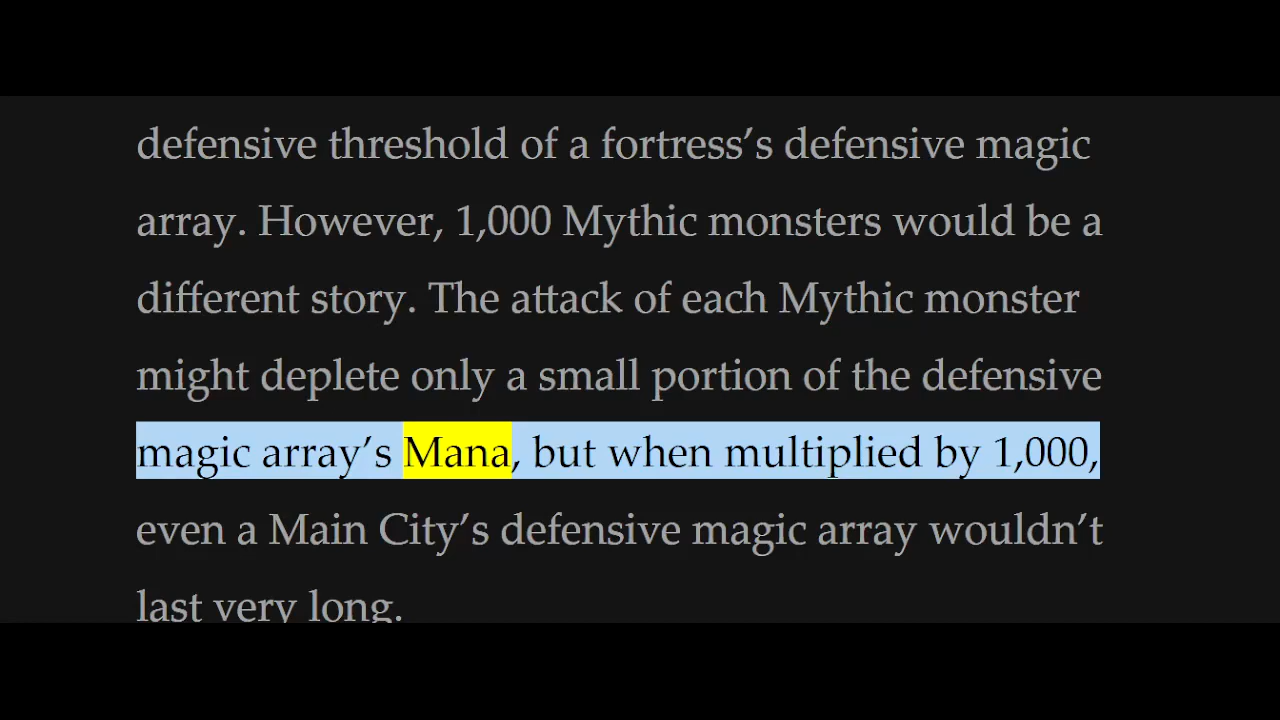 defensive threshold of a fortress’s defensive magic
array. However, 1,000 Mythic monsters would be a
different story. The attack of each Mythic monster
might deplete only a small portion of the defensive
magic array’s Mana, but when multiplied by 1,000,
even a Main City’s defensive magic array wouldn’t
last very long.